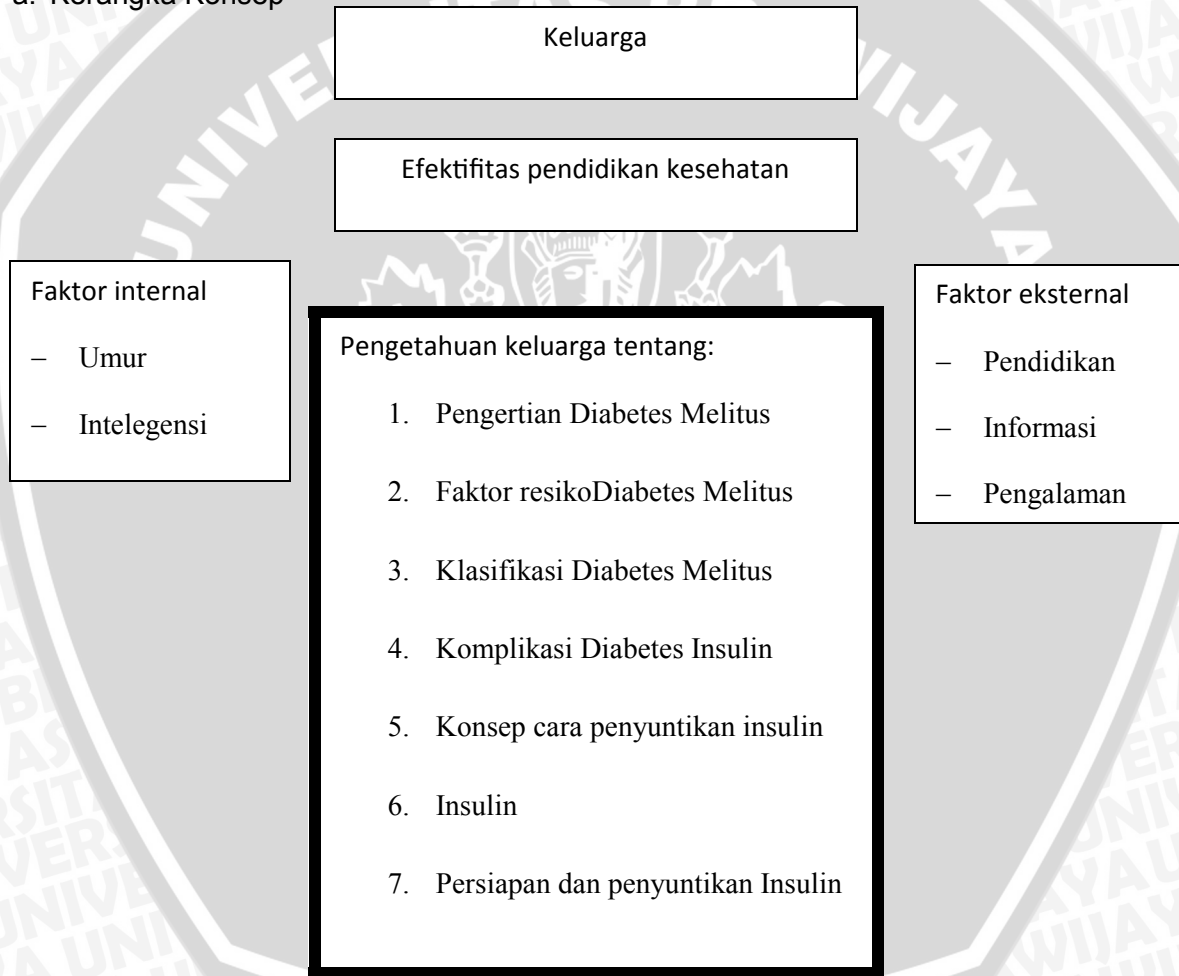 a. Kerangka Konsep
Keluarga
Efektifitas pendidikan kesehatan
Faktor internal
– Umur
– Intelegensi
Pengetahuan keluarga tentang:
1. Pengertian Diabetes Melitus
2. Faktor resikoDiabetes Melitus
3. Klasifikasi Diabetes Melitus
4. Komplikasi Diabetes Insulin
5. Konsep cara penyuntikan insulin
6. Insulin
7. Persiapan dan penyuntikan Insulin
Faktor eksternal
– Pendidikan
– Informasi
– Pengalaman